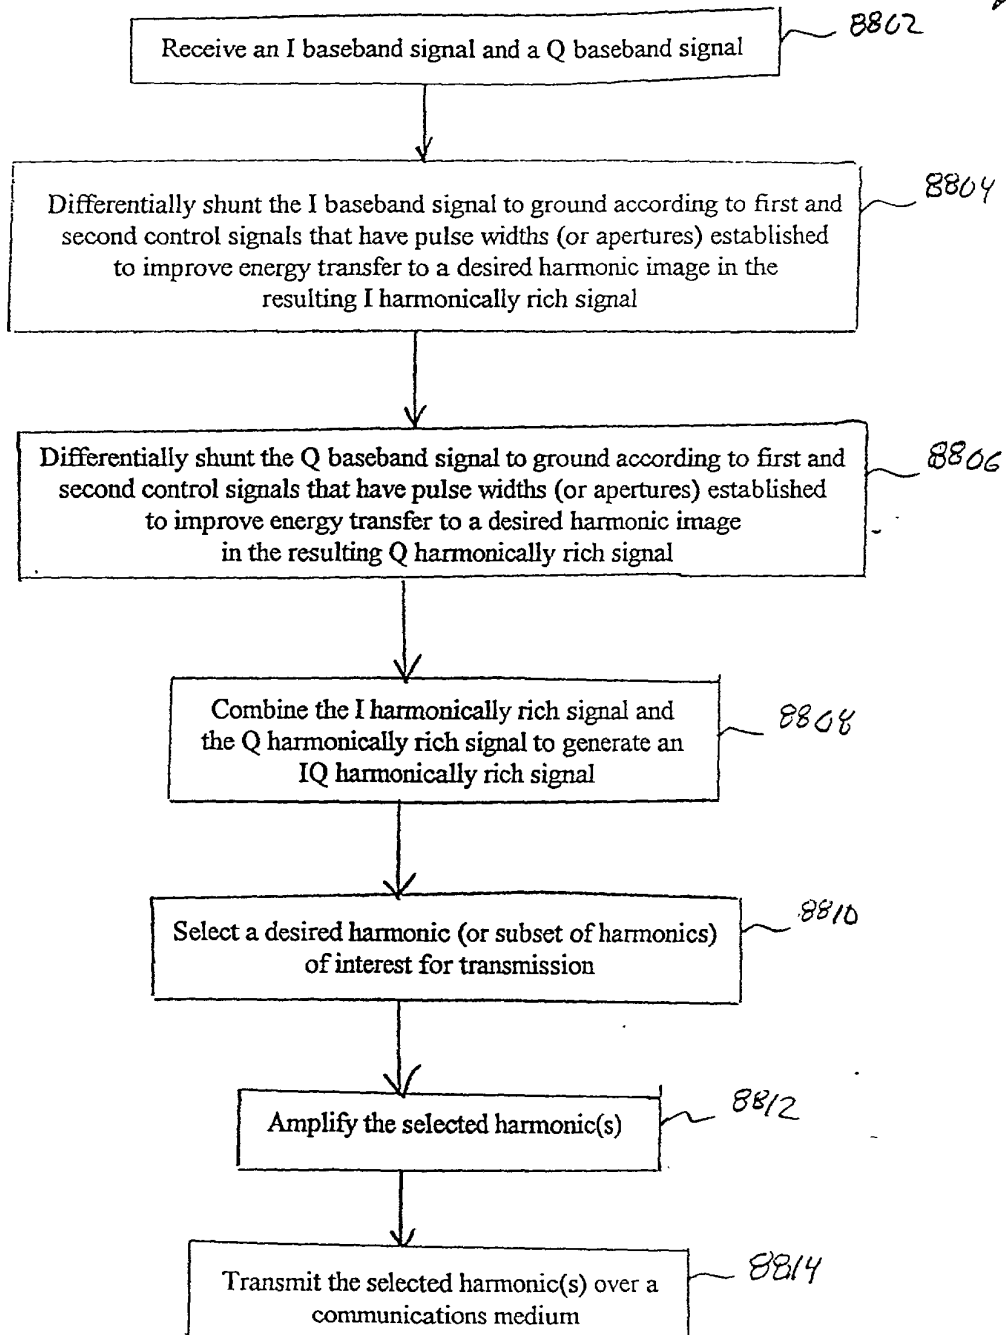 Receive an I baseband signal and a Q baseband signal
8802
Differentially shunt the I baseband signal to ground according to first and
second control signals that have pulse widths (or apertures) established
to improve energy transfer to a desired harmonic image in the
resulting I harmonically rich signal
8804
Differentially shunt the Q baseband signal to ground according to first and
second control signals that have pulse widths (or apertures) established
to improve energy transfer to a desired harmonic image
in the resulting Q harmonically rich signal
8806
Combine the I harmonically rich signal and
the Q harmonically rich signal to generate an
IQ harmonically rich signal
8808
Select a desired harmonic (or subset of harmonics)
of interest for transmission
8810
Amplify the selected harmonic(s)
8812
Transmit the selected harmonic(s) over a
communications medium
8814